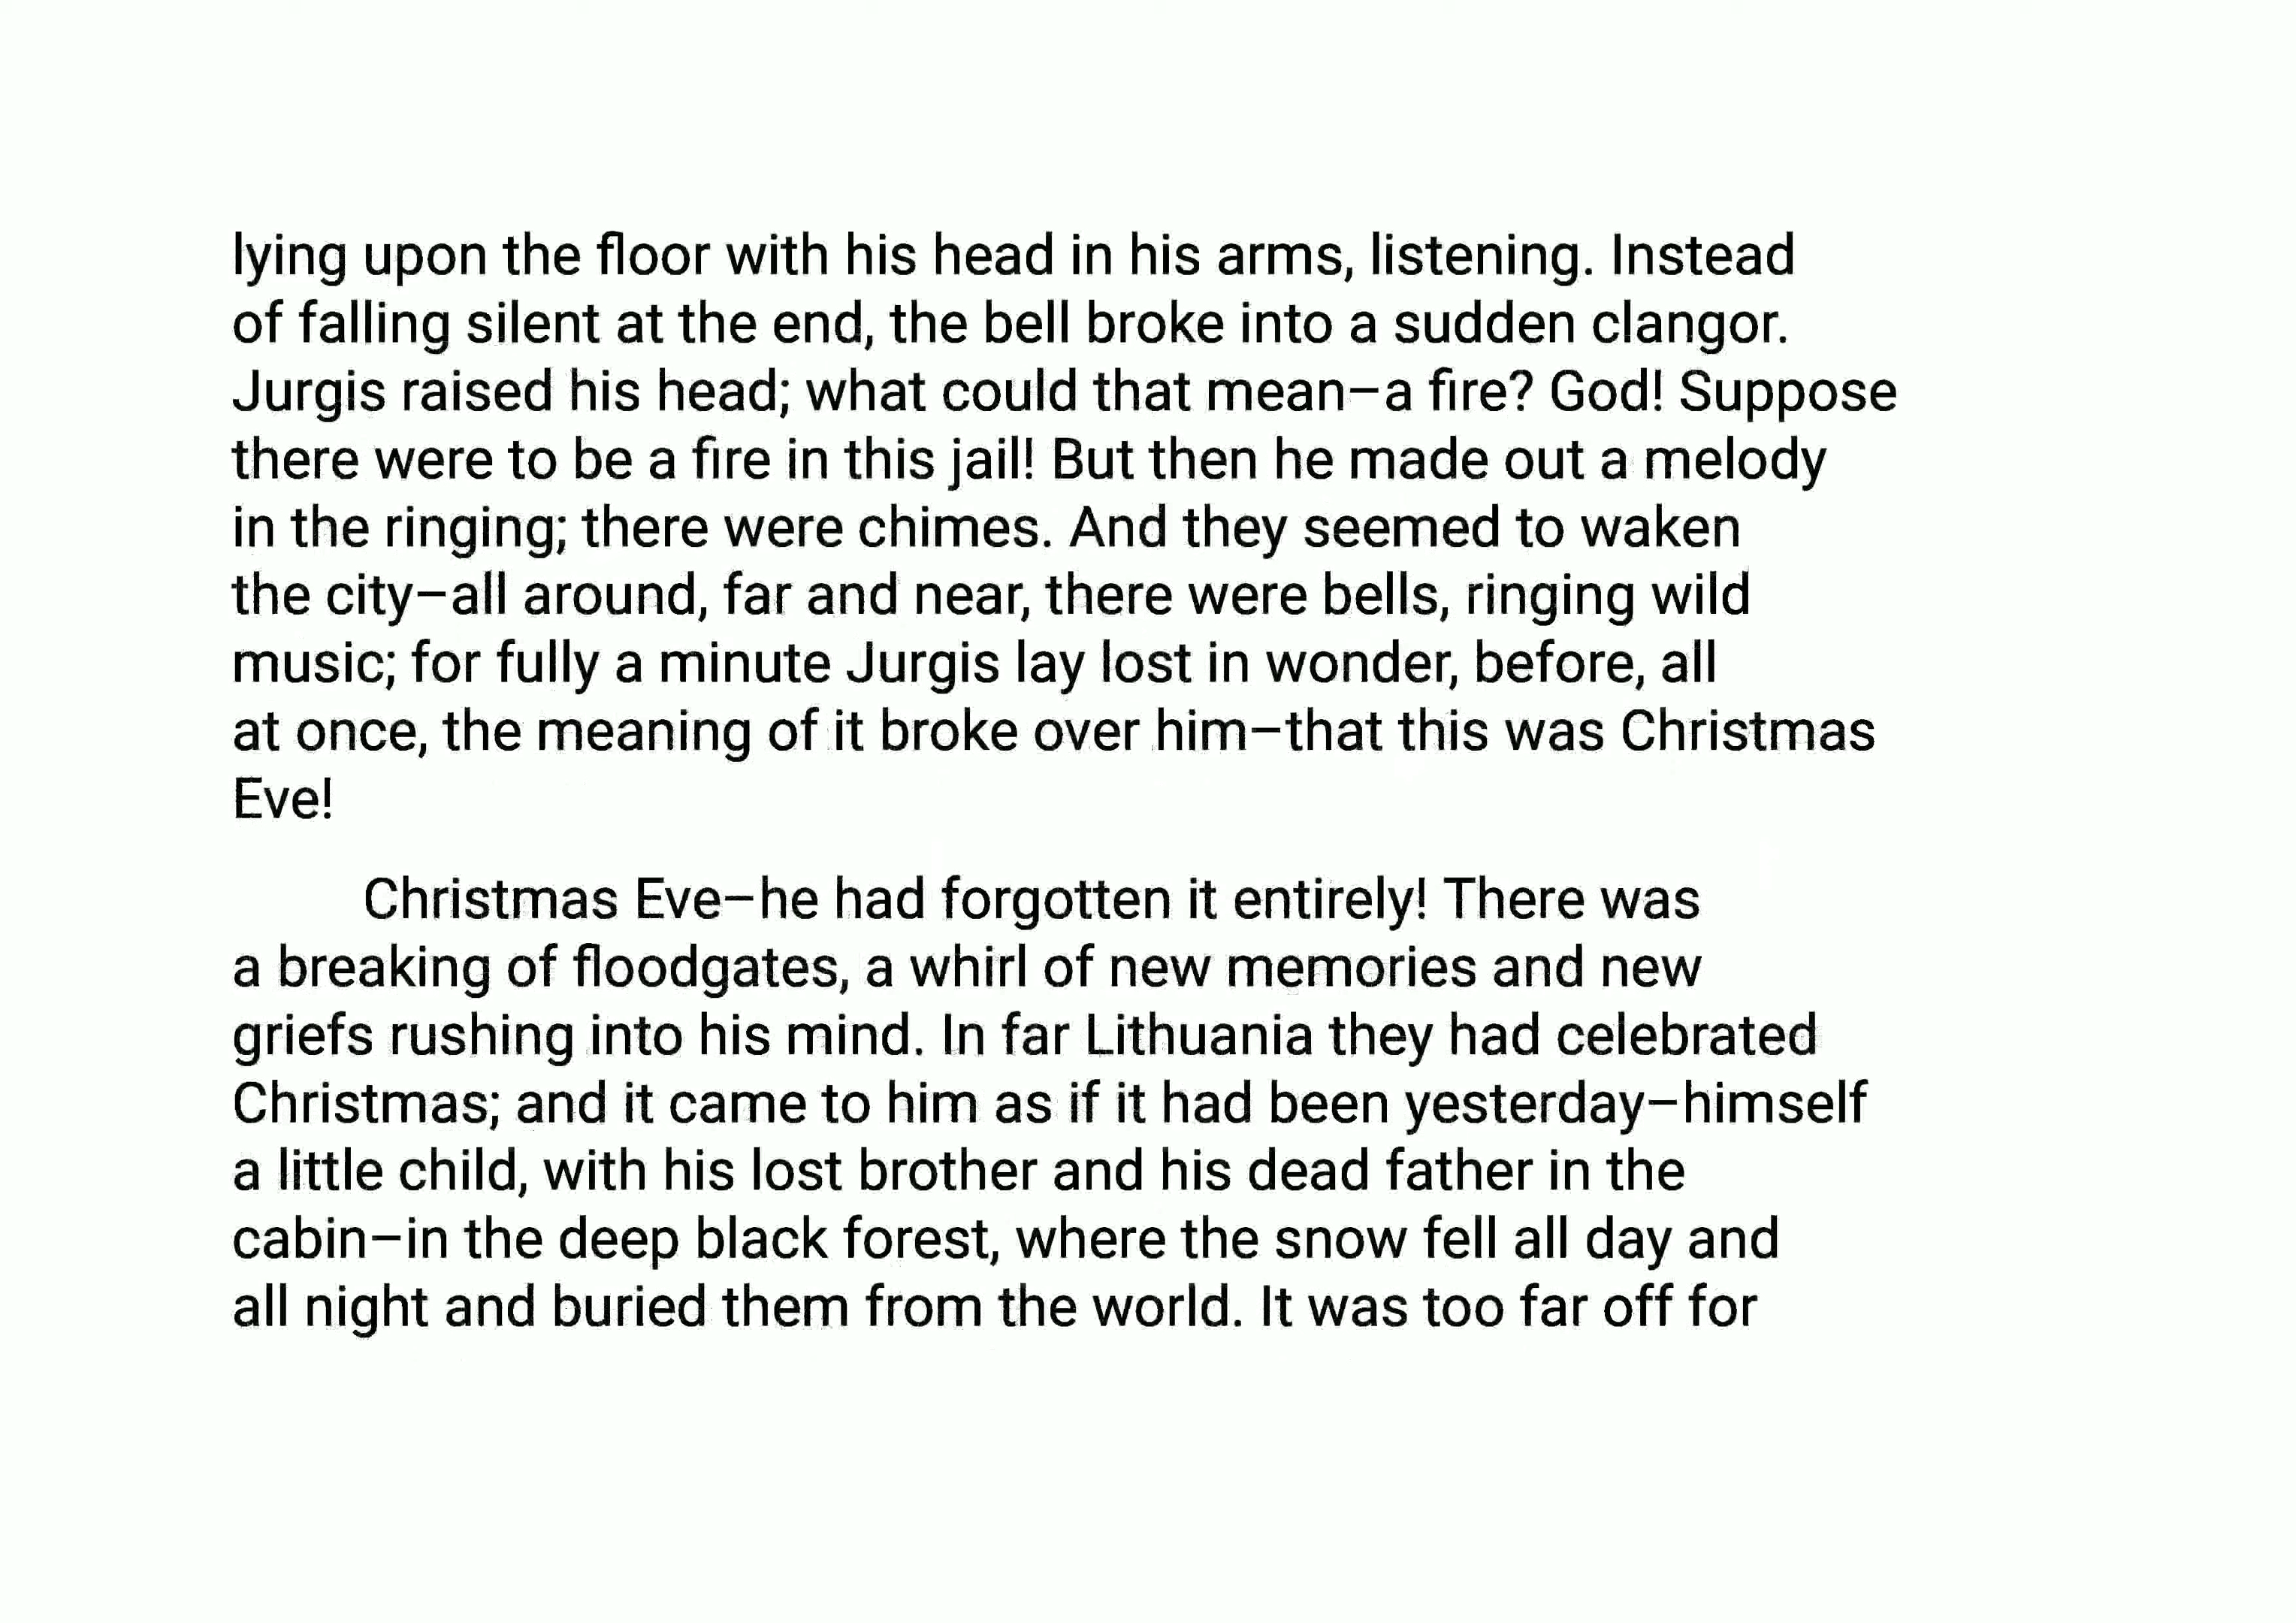 lying upon the floor with his head in his arms, listening. Instead
of falling silent at the end, the bell broke into a sudden clangor.
Jurgis raised his head; what could that mean–a fire? God! Suppose
there were to be a fire in this jail! But then he made out a melody
in the ringing; there were chimes. And they seemed to waken
the city–all around, far and near, there were bells, ringing wild
music; for fully a minute Jurgis lay lost in wonder, before, all
at once, the meaning of it broke over him–that this was Christmas
Eve!
Christmas Eve–he had forgotten it entirely! There was
a breaking of floodgates, a whirl of new memories and new
griefs rushing into his mind. In far Lithuania they had celebrated
Christmas; and it came to him as if it had been yesterday–himself
a little child, with his lost brother and his dead father in the
cabin–in the deep black forest, where the snow fell all day and
all night and buried them from the world. It was too far off for